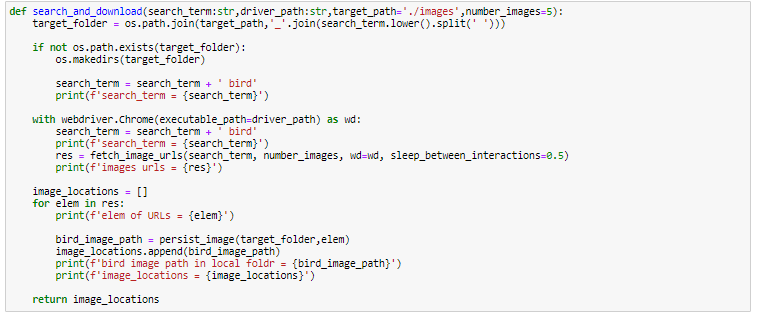 def search_and_download(search_term:str,driver_path:str,target_path='./images',number_images=5):
    target_folder = os.path.join(target_path,'_'.join(search_term.lower().split(' ')))

    if not os.path.exists(target_folder):
        os.makedirs(target_folder)

        search_term = search_term + ' bird'
        print(f'search_term = {search_term}')

    with webdriver.Chrome(executable_path=driver_path) as wd:
        search_term = search_term + ' bird'
        print(f'search_term = {search_term}')
        res = fetch_image_urls(search_term, number_images, wd=wd, sleep_between_interactions=0.5)
        print(f'images urls = {res}')

    image_locations = []
    for elem in res:
        print(f'elem of URLs = {elem}')

        bird_image_path = persist_image(target_folder,elem)
        image_locations.append(bird_image_path)
        print(f'bird image path in local foldr = {bird_image_path}')
        print(f'image_locations = {image_locations}')

    return image_locations